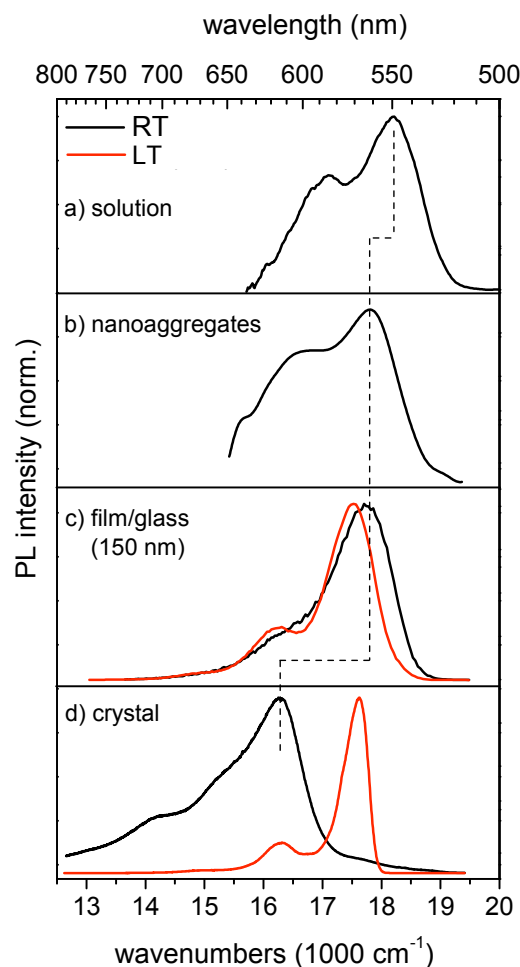 wavelength (nm)
800 750 700 650 600 550 500
RT
LT
a) solution
b) nanoaggregates
c) film/glass
(150 nm)
d) crystal
PL intensity (norm.)
13 14 15 16 17 18 19 20
wavenumbers (1000 cm⁻¹)